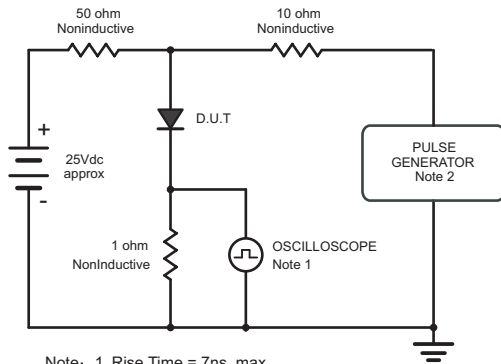 50 ohm
Noninductive
10 ohm
Noninductive
D.U.T
+
25Vdc
approx
-
PULSE
GENERATOR
Note 2
1 ohm
NonInductive
OSCILLOSCOPE
Note 1
Note: 1. Rise Time = 7ns, max.